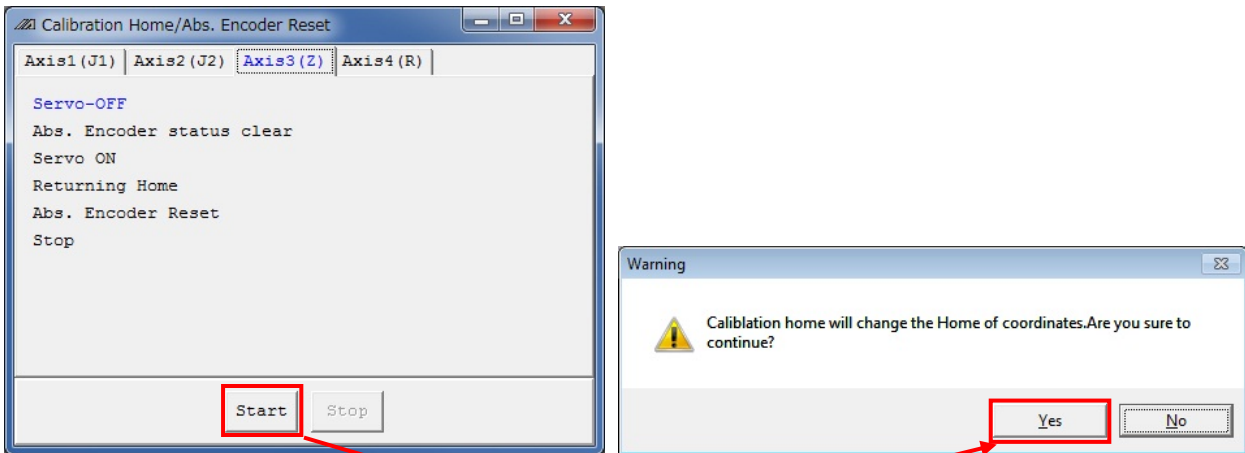 Calibration Home/Abs. Encoder Reset
Axis1(J1) Axis2(J2) Axis3(Z) Axis4(R)
Servo-OFF
Abs. Encoder status clear
Servo ON
Returning Home
Abs. Encoder Reset
Stop
Start Stop
Warning
Caliblation home will change the Home of coordinates.Are you sure to
continue?
Yes No